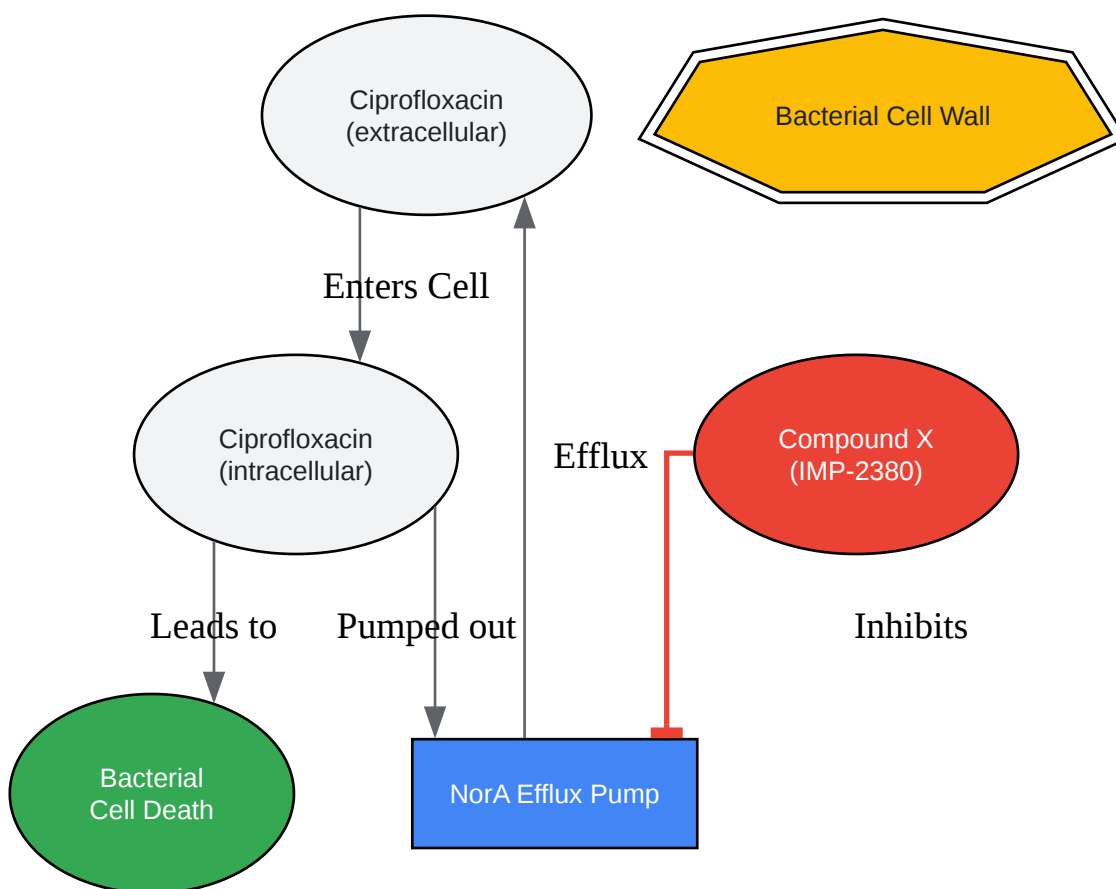 Ciprofloxacin
(extracellular)
Bacterial Cell Wall
Enters Cell
Ciprofloxacin
(intracellular)
Efflux
Compound X
(IMP-2380)
Leads to
Pumped out
Inhibits
Bacterial
Cell Death
NorA Efflux Pump